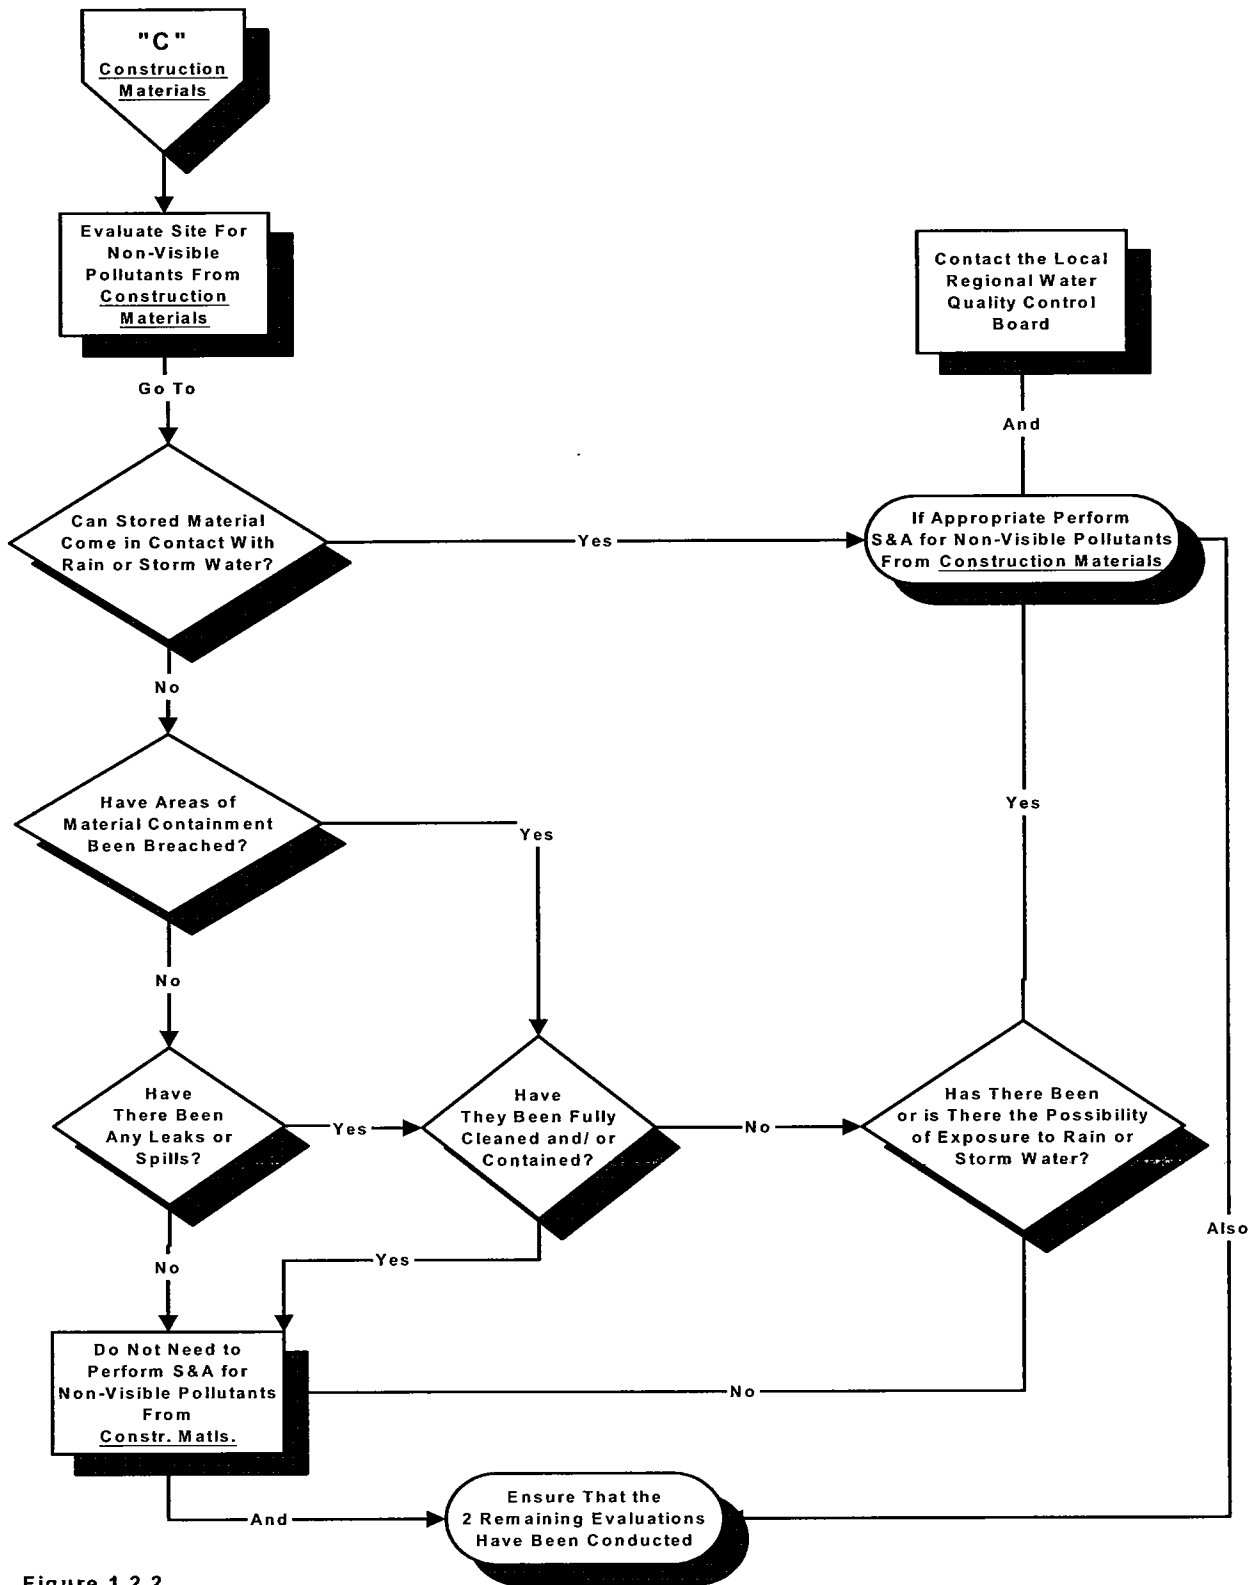 "C"
Construction
Materials
Evaluate Site For
Non-Visible
Pollutants From
Construction
Materials
Contact the Local
Regional Water
Quality Control
Board
Go To
And
Can Stored Material
Come in Contact With
Rain or Storm Water?
Yes
If Appropriate Perform
S&A for Non-Visible Pollutants
From Construction Materials
No
Have Areas of
Material Containment
Been Breached?
Yes
Yes
No
Have
There Been
Any Leaks or
Spills?
Yes
Have
They Been Fully
Cleaned and/ or
Contained?
No
Has There Been
or is There the Possibility
of Exposure to Rain or
Storm Water?
Also
No
Yes
Do Not Need to
Perform S&A for
Non-Visible Pollutants
From
Constr. Matls.
No
And
Ensure That the
2 Remaining Evaluations
Have Been Conducted
Figure 1.2.2